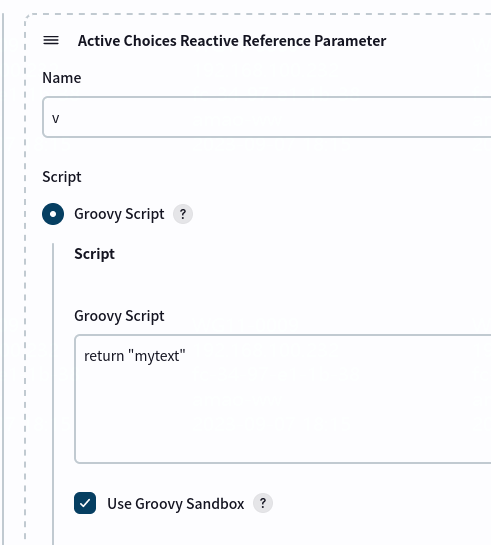 Active Choices Reactive Reference Parameter
Name
v
Script
Groovy Script ?
Script
Groovy Script
return "mytext"
Use Groovy Sandbox ?